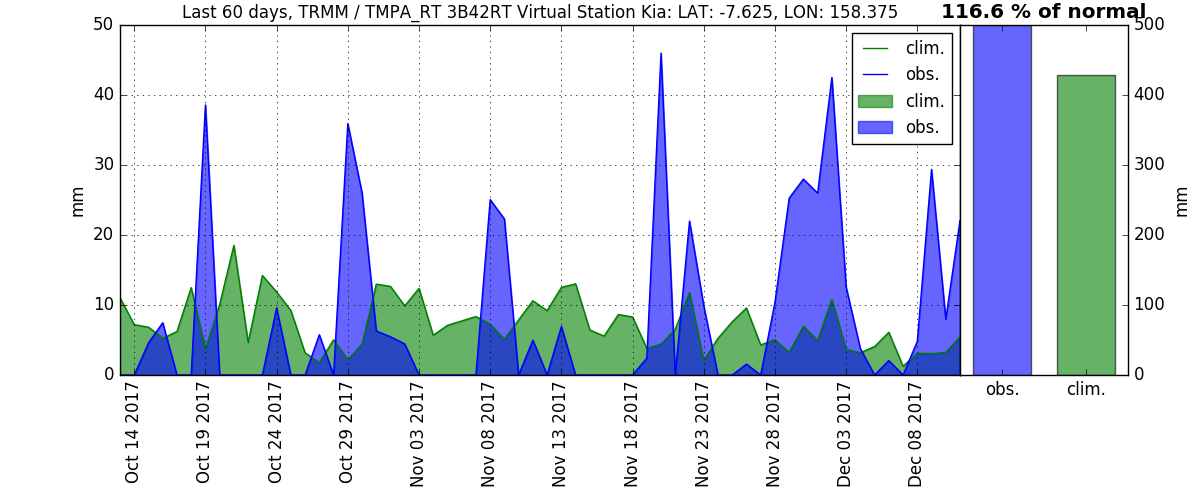 Last 60 days, TRMM / TMPA_RT 3B42RT Virtual Station Kia: LAT: -7.625, LON: 158.375
116.6 % of normal
50
40
30
20
10
0
mm
clim.
obs.
clim.
obs.
500
400
300
200
100
0
mm
Oct 14 2017
Oct 19 2017
Oct 24 2017
Oct 29 2017
Nov 03 2017
Nov 08 2017
Nov 13 2017
Nov 18 2017
Nov 23 2017
Nov 28 2017
Dec 03 2017
Dec 08 2017
obs.
clim.